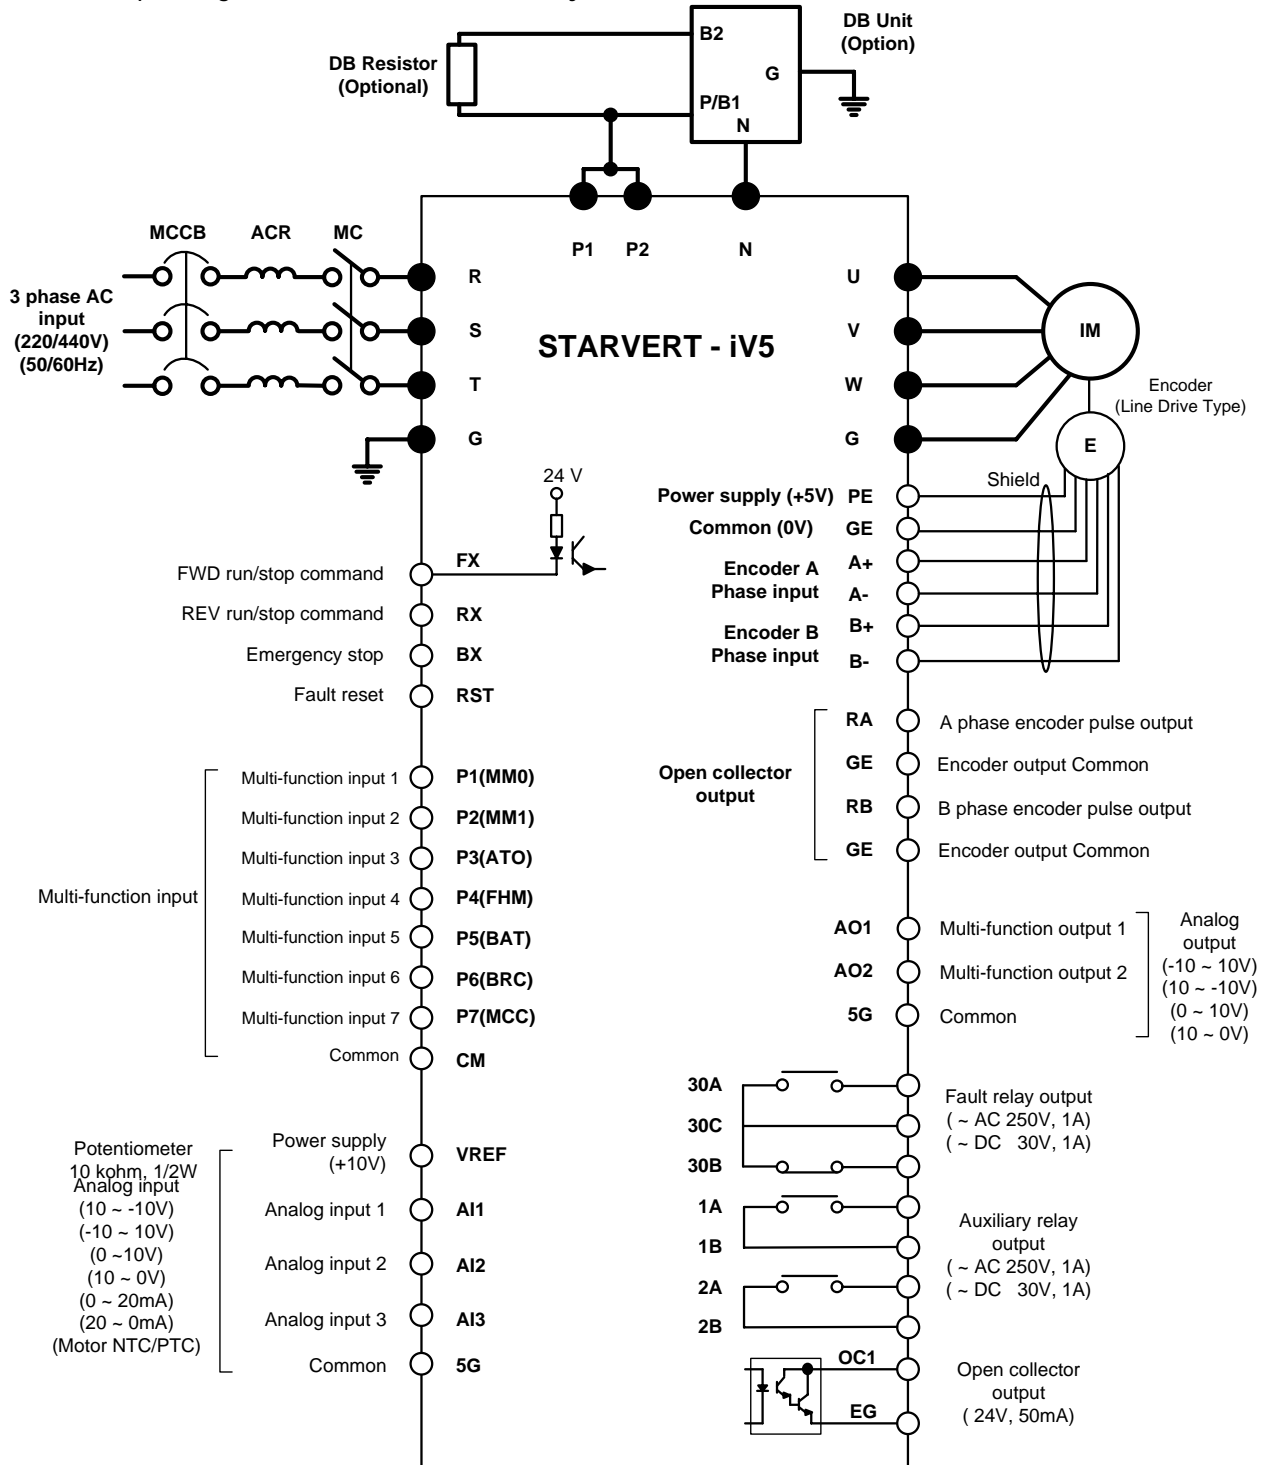 DB Unit
(Option)
B2
G
P/B1
N
DB Resistor
(Optional)
MCCB
ACR
MC
P1
P2
N
3 phase AC
input
(220/440V)
(50/60Hz)
R
S
T
G
STARVERT - iV5
U
V
W
G
IM
Encoder
(Line Drive Type)
E
Shield
24 V
Power supply (+5V)
PE
Common (0V)
GE
Encoder A
Phase input
A+
A-
Encoder B
Phase input
B+
B-
FWD run/stop command
FX
REV run/stop command
RX
Emergency stop
BX
Fault reset
RST
Open collector
output
RA
A phase encoder pulse output
GE
Encoder output Common
RB
B phase encoder pulse output
GE
Encoder output Common
Multi-function input
Multi-function input 1
P1(MM0)
Multi-function input 2
P2(MM1)
Multi-function input 3
P3(ATO)
Multi-function input 4
P4(FHM)
Multi-function input 5
P5(BAT)
Multi-function input 6
P6(BRC)
Multi-function input 7
P7(MCC)
Common
CM
AO1
Multi-function output 1
AO2
Multi-function output 2
5G
Common
Analog
output
(-10 ~ 10V)
(10 ~ -10V)
(0 ~ 10V)
(10 ~ 0V)
30A
30C
30B
Fault relay output
( ~ AC 250V, 1A)
( ~ DC 30V, 1A)
1A
1B
2A
2B
Auxiliary relay
output
( ~ AC 250V, 1A)
( ~ DC 30V, 1A)
Potentiometer
10 kohm, 1/2W
Analog input
(10 ~ -10V)
(-10 ~ 10V)
(0 ~10V)
(10 ~ 0V)
(0 ~ 20mA)
(20 ~ 0mA)
(Motor NTC/PTC)
Power supply
(+10V)
VREF
Analog input 1
AI1
Analog input 2
AI2
Analog input 3
AI3
Common
5G
OC1
EG
Open collector
output
( 24V, 50mA)